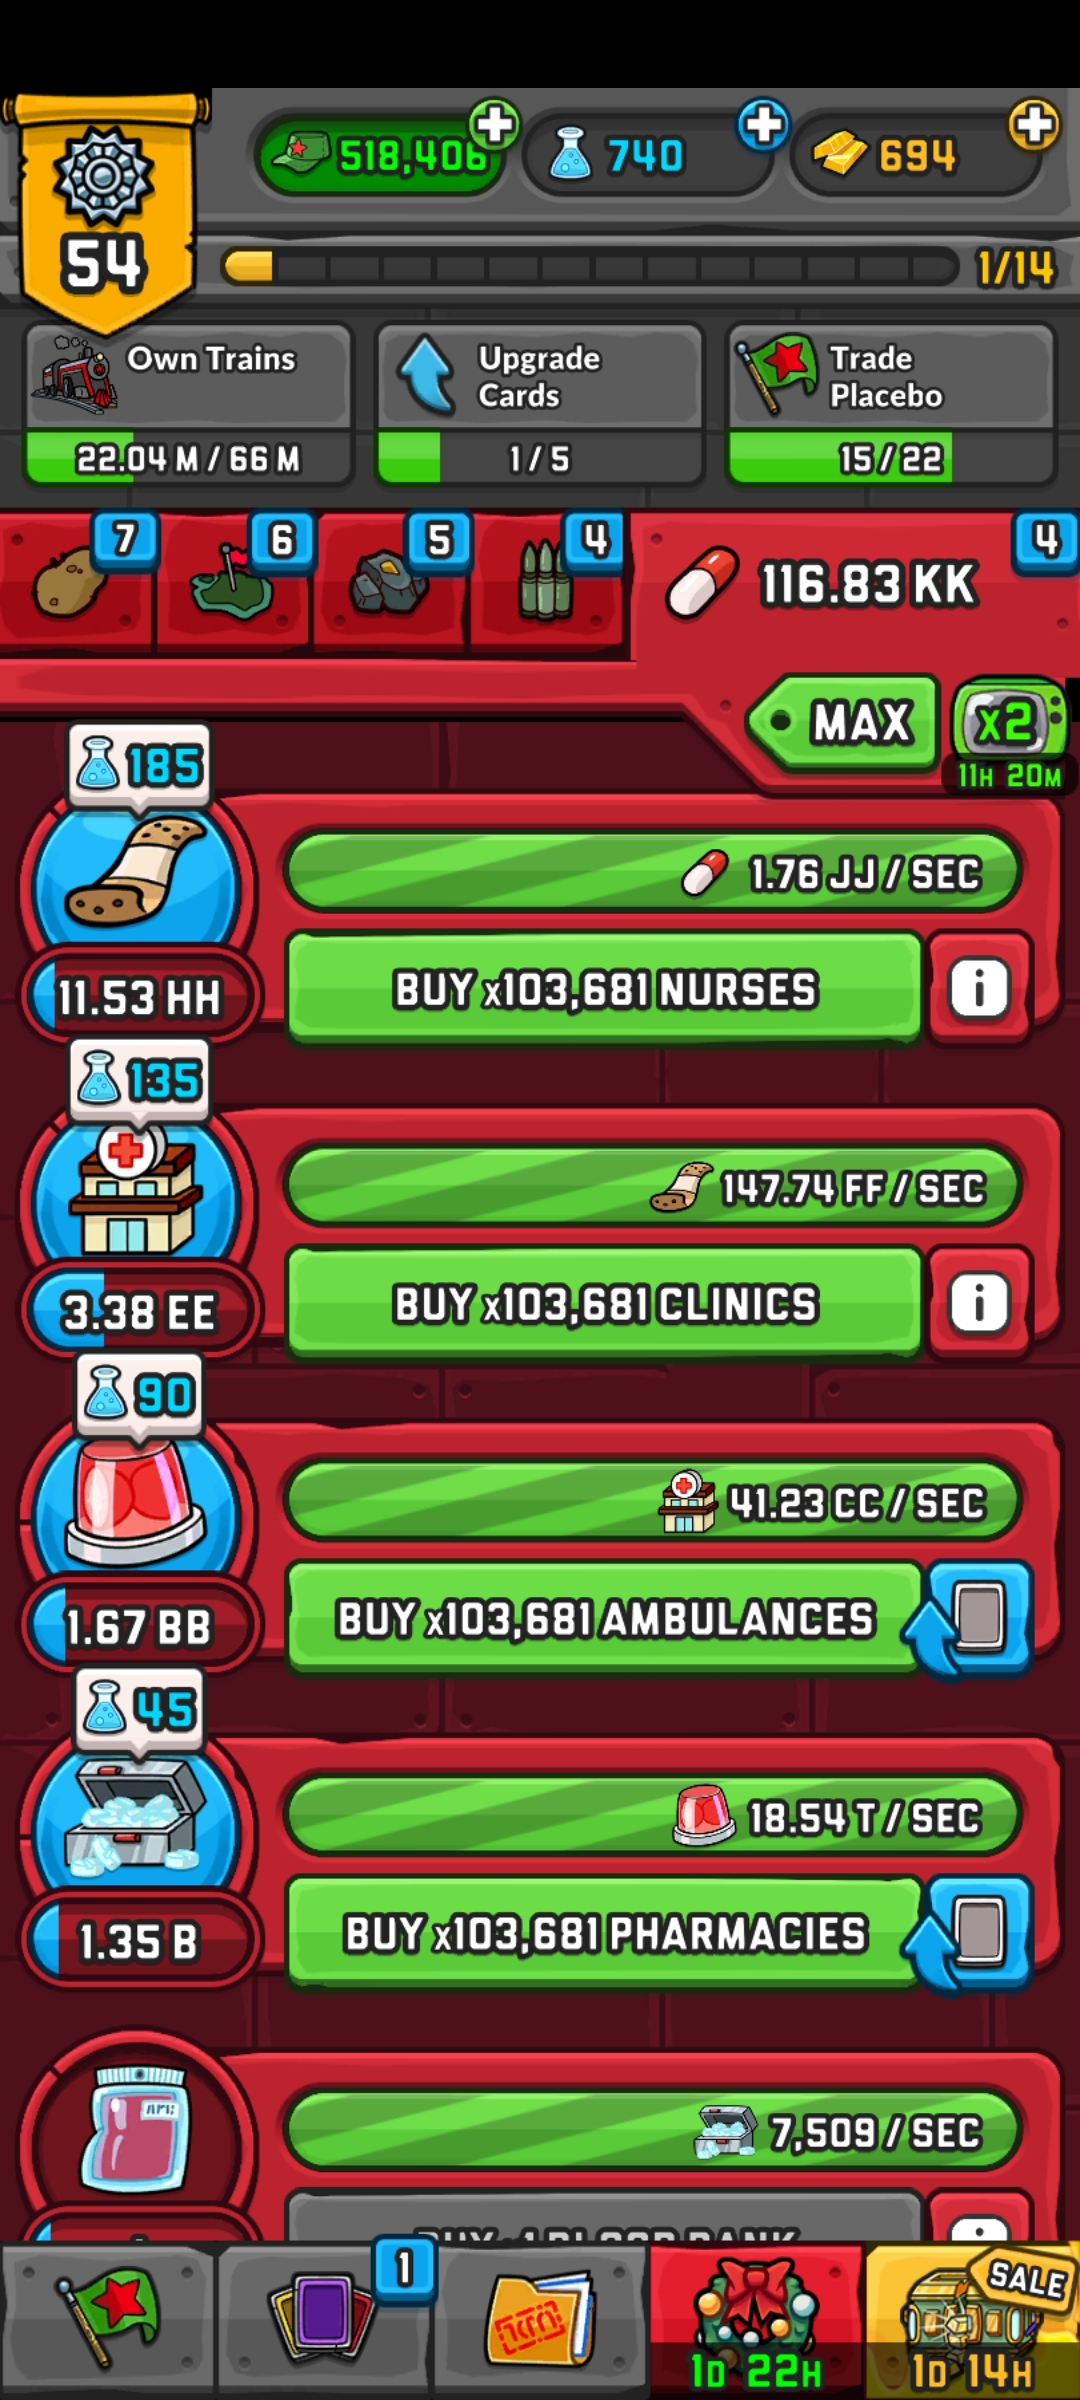 518,406
740
694
54
1/14
Own Trains
22.04 M / 66 M
Upgrade
Cards
1 / 5
Trade
Placebo
15 / 22
7
6
5
4
116.83 KK
4
MAX
x2
11H 20M
185
1.76 JJ / SEC
11.53 HH
BUY x103,681 NURSES
i
135
147.74 FF / SEC
3.38 EE
BUY x103,681 CLINICS
i
90
41.23 CC / SEC
1.67 BB
BUY x103,681 AMBULANCES
45
18.54 T / SEC
1.35 B
BUY x103,681 PHARMACIES
7,509 / SEC
BUY x1 BLOOD BANK
1
SALE
1D 22H
1D 14H